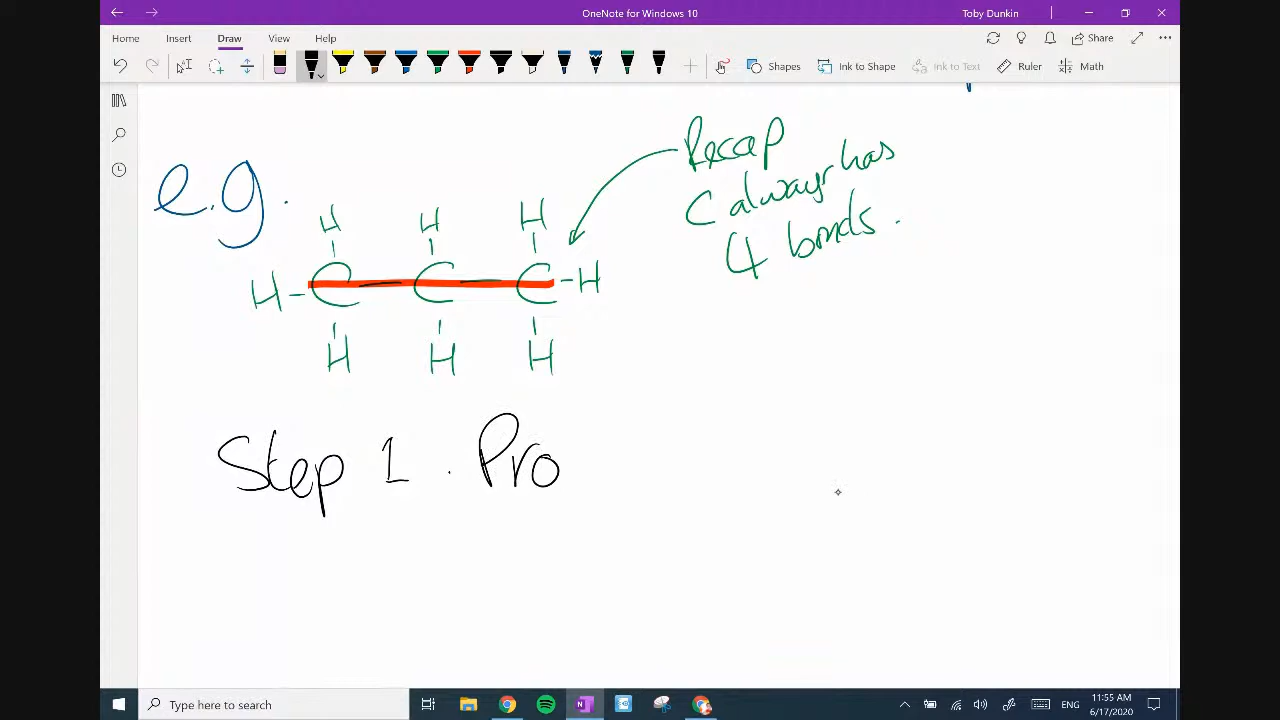 OneNote for Windows 10
Toby Dunkin
Home Insert Draw View Help
Share
Shapes Ink to Shape Ink to Text Ruler Math
Recap
C always has
4 bonds.
e.g.
H H H
H-C-C-C-H
H H H
Step 1. Pro
Type here to search
ENG
11:55 AM
6/17/2020